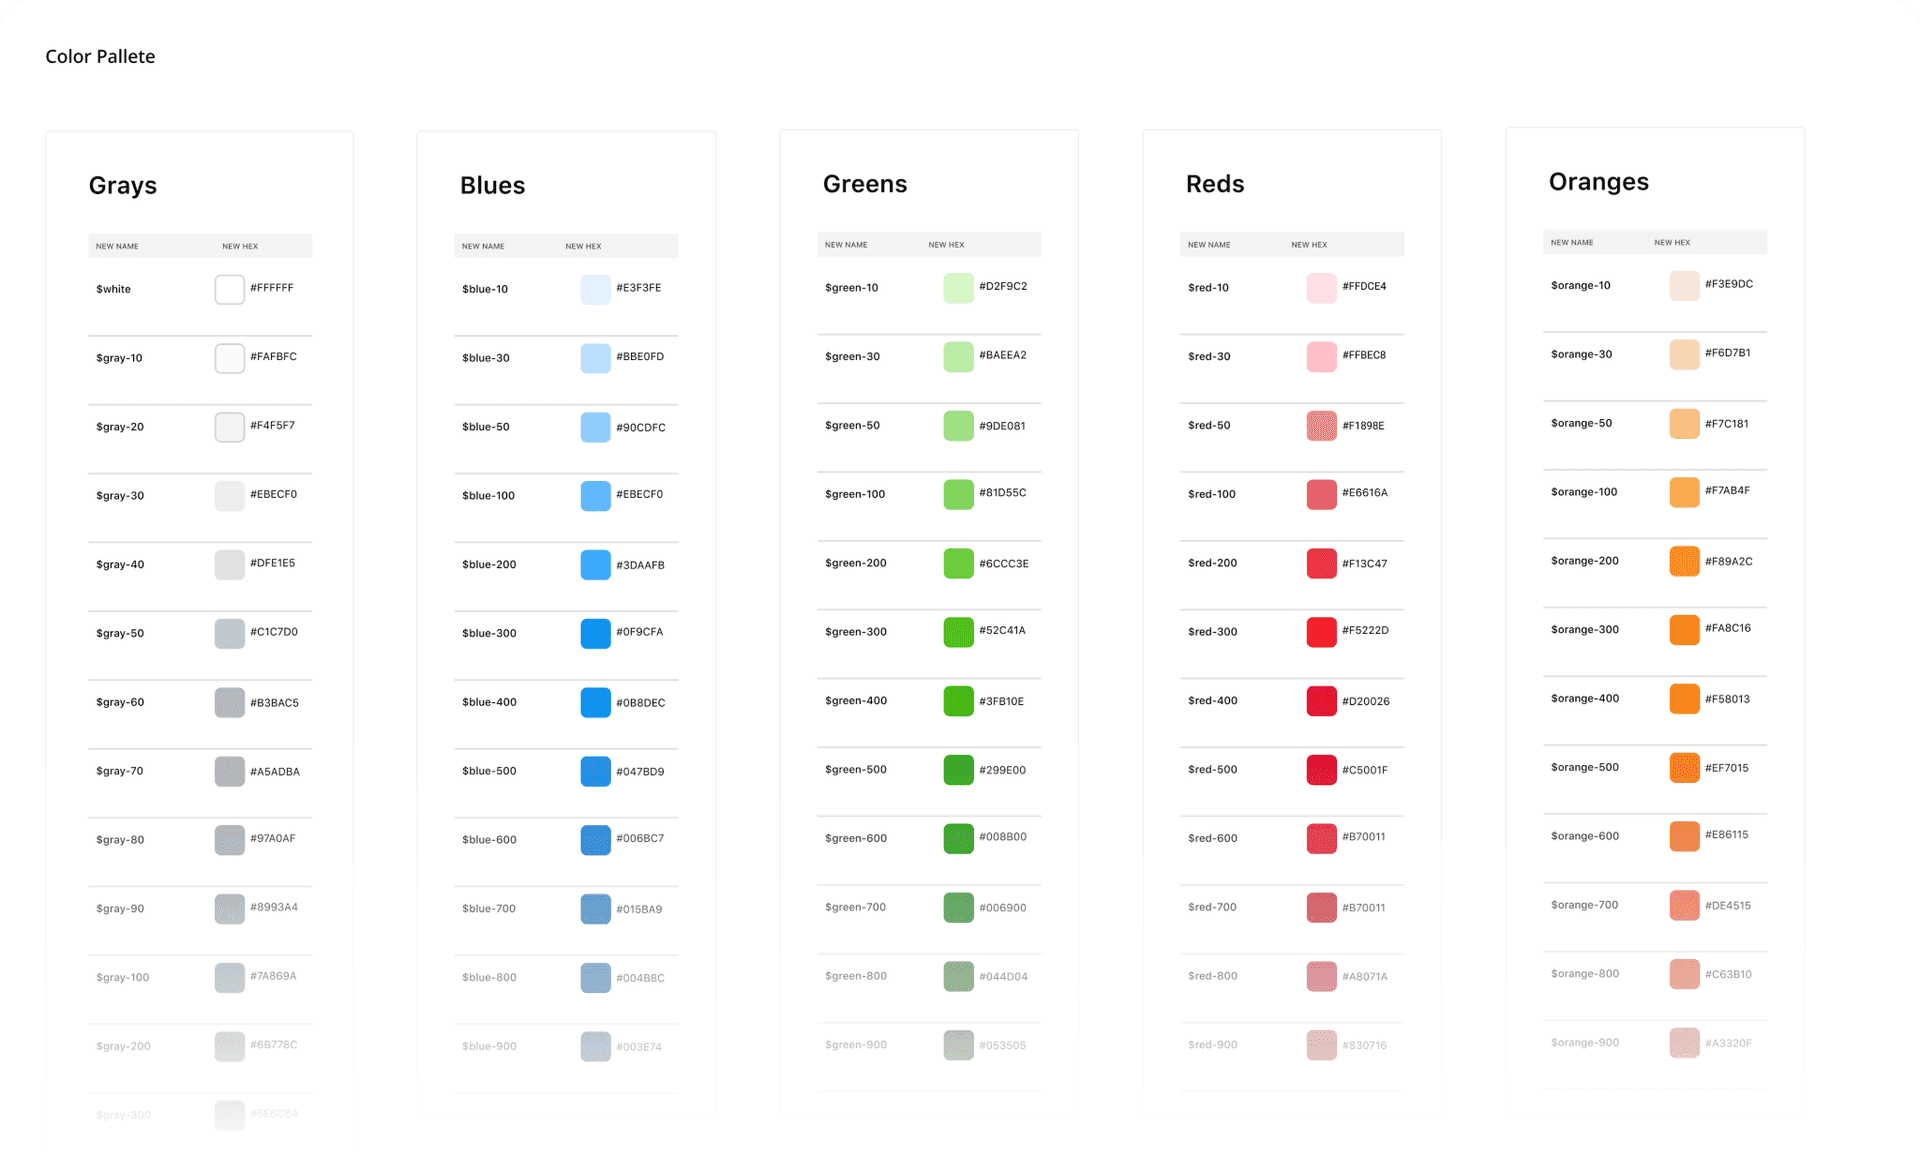 Color Pallete
Grays
NEW NAME NEW HEX
$white #FFFFFF
$gray-10 #FAFBFC
$gray-20 #F4F5F7
$gray-30 #EBECF0
$gray-40 #DFE1E5
$gray-50 #C1C7D0
$gray-60 #B3BAC5
$gray-70 #A5ADBA
$gray-80 #97A0AF
$gray-90 #8993A4
$gray-100 #7A869A
$gray-200 #6B778C
$gray-300 #5E6C84
Blues
NEW NAME NEW HEX
$blue-10 #E3F3FE
$blue-30 #BBE0FD
$blue-50 #90CDFC
$blue-100 #EBECF0
$blue-200 #3DAAFB
$blue-300 #0F9CFA
$blue-400 #0B8DEC
$blue-500 #047BD9
$blue-600 #006BC7
$blue-700 #015BA9
$blue-800 #004B8C
$blue-900 #003E74
Greens
NEW NAME NEW HEX
$green-10 #D2F9C2
$green-30 #BAEEA2
$green-50 #9DE081
$green-100 #81D55C
$green-200 #6CCC3E
$green-300 #52C41A
$green-400 #3FB10E
$green-500 #299E00
$green-600 #008B00
$green-700 #006900
$green-800 #044D04
$green-900 #053505
Reds
NEW NAME NEW HEX
$red-10 #FFDCE4
$red-30 #FFBEC8
$red-50 #F1898E
$red-100 #E6616A
$red-200 #F13C47
$red-300 #F5222D
$red-400 #D20026
$red-500 #C5001F
$red-600 #B70011
$red-700 #B70011
$red-800 #A8071A
$red-900 #830716
Oranges
NEW NAME NEW HEX
$orange-10 #F3E9DC
$orange-30 #F6D7B1
$orange-50 #F7C181
$orange-100 #F7AB4F
$orange-200 #F89A2C
$orange-300 #FA8C16
$orange-400 #F58013
$orange-500 #EF7015
$orange-600 #E86115
$orange-700 #DE4515
$orange-800 #C63B10
$orange-900 #A3320F